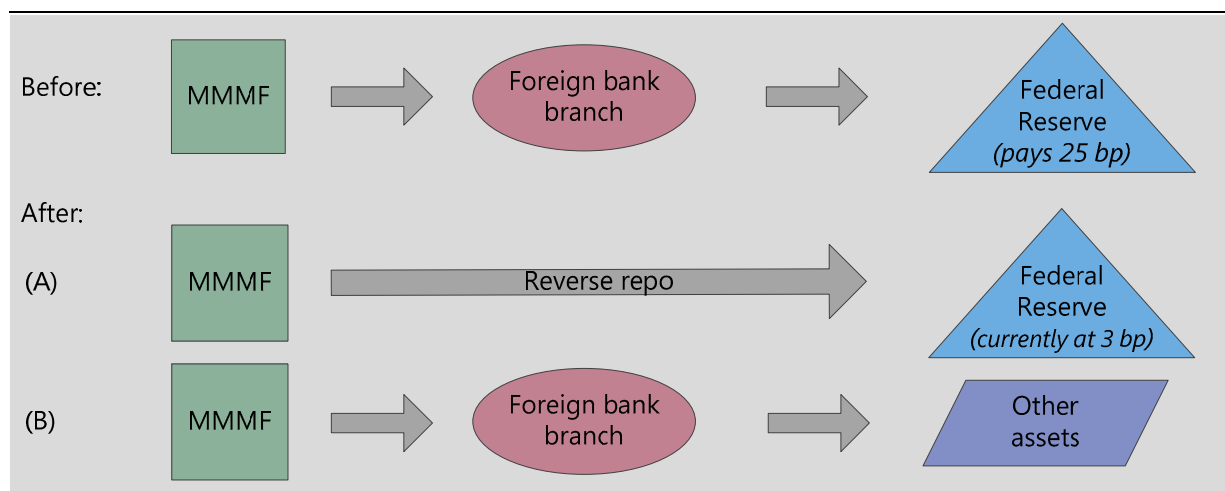 Before:
MMMF
Foreign bank
branch
Federal
Reserve
(pays 25 bp)
After:
(A)
MMMF
Reverse repo
Federal
Reserve
(currently at 3 bp)
(B)
MMMF
Foreign bank
branch
Other
assets